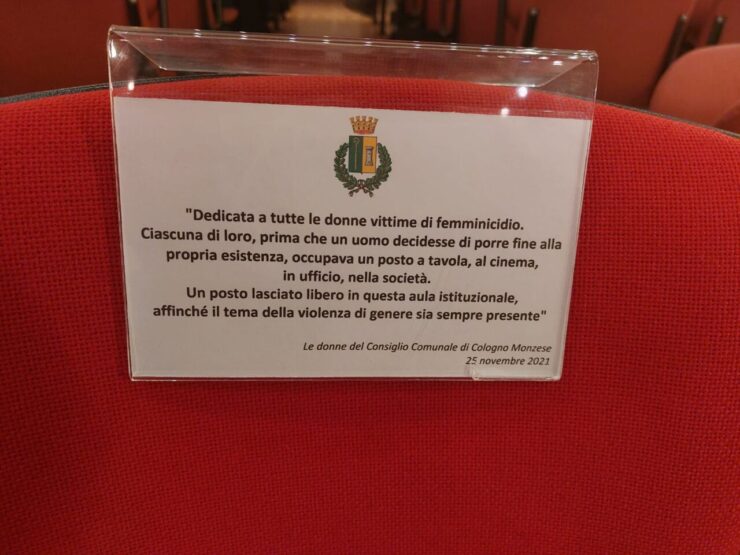 "Dedicata a tutte le donne vittime di femminicidio.
Ciascuna di loro, prima che un uomo decidesse di porre fine alla
propria esistenza, occupava un posto a tavola, al cinema,
in ufficio, nella società.
Un posto lasciato libero in questa aula istituzionale,
affinché il tema della violenza di genere sia sempre presente"
Le donne del Consiglio Comunale di Cologno Monzese
25 novembre 2021